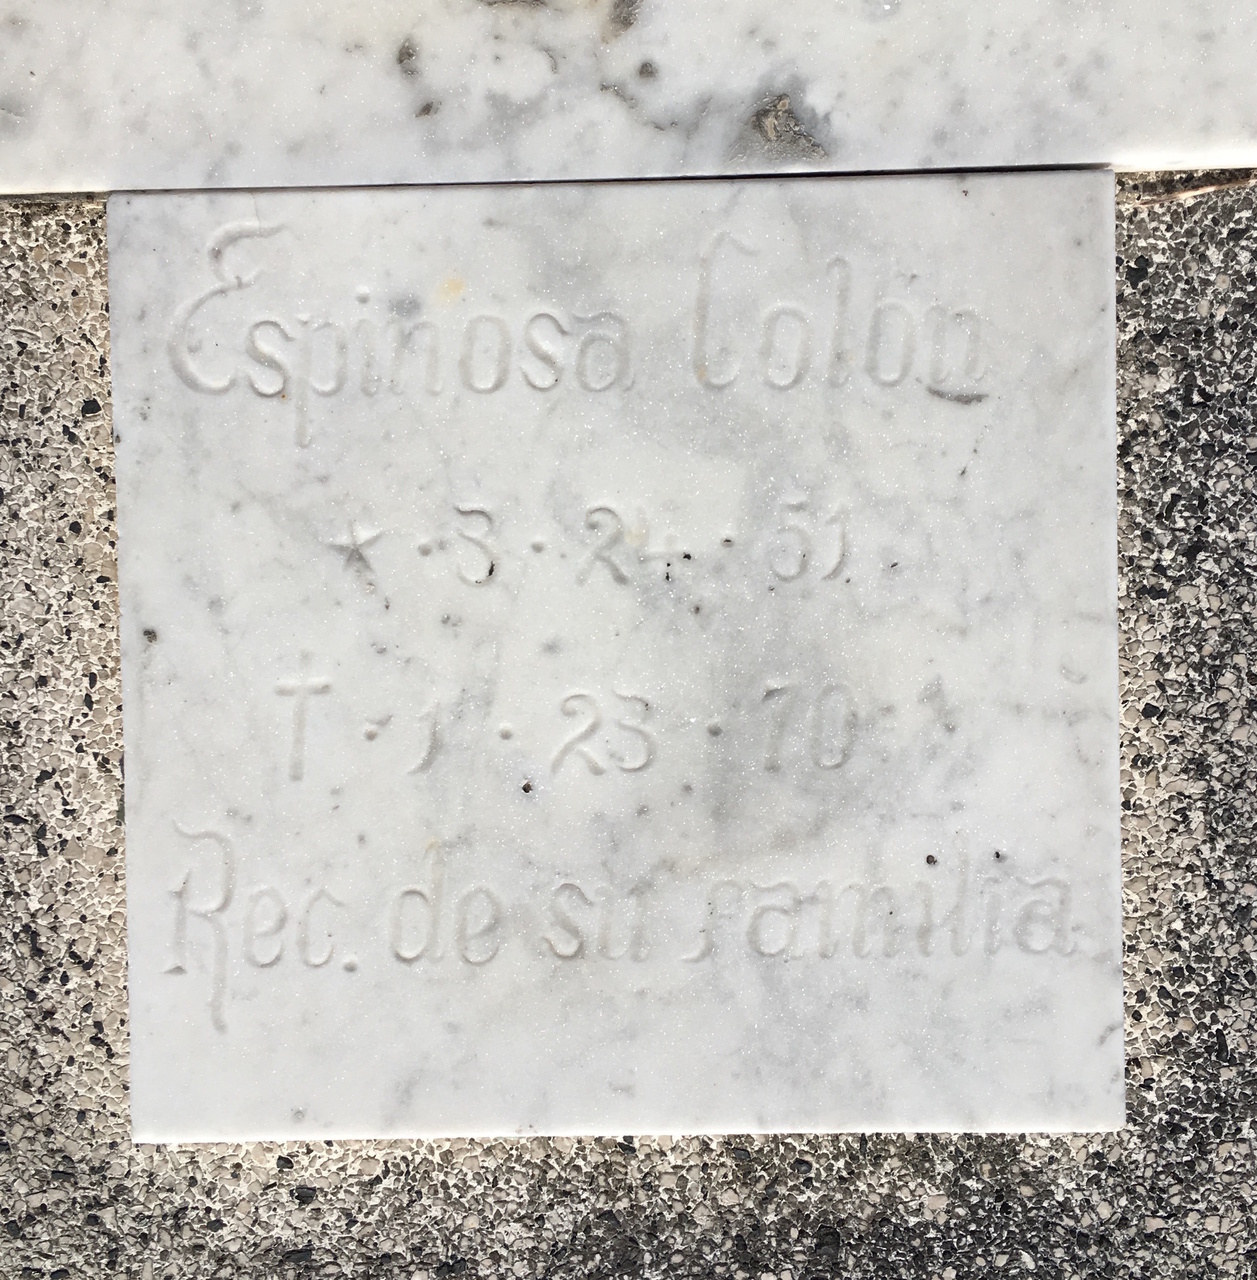 Espinosa Colón
★ · 3 · 24 · 51
† · 1 · 23 · 70
Rec. de su familia